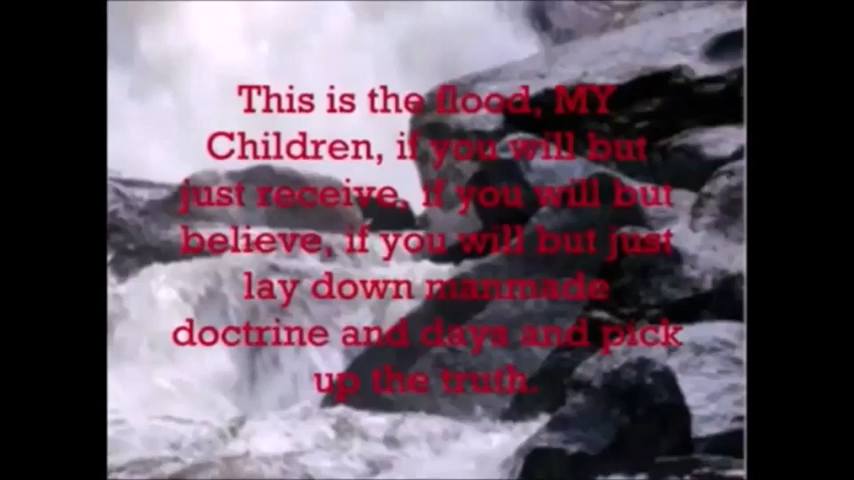 This is the flood, MY
Children, if you will but
just receive, if you will but
believe, if you will but just
lay down manmade
doctrine and days and pick
up the truth.